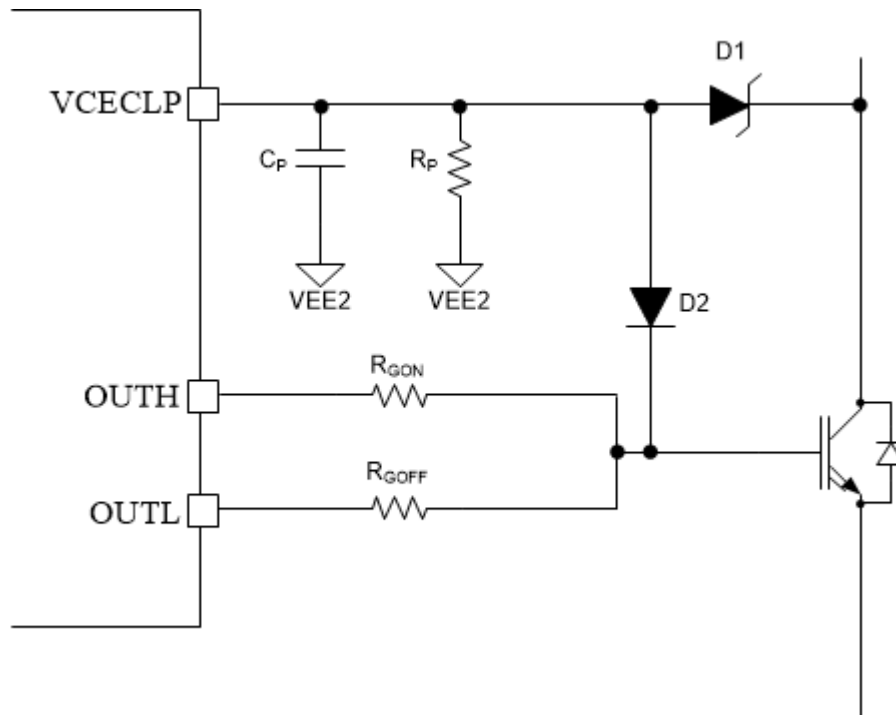 D1
VCECLP
CP
RP
VEE2
VEE2
D2
RGON
OUTH
RGOFF
OUTL